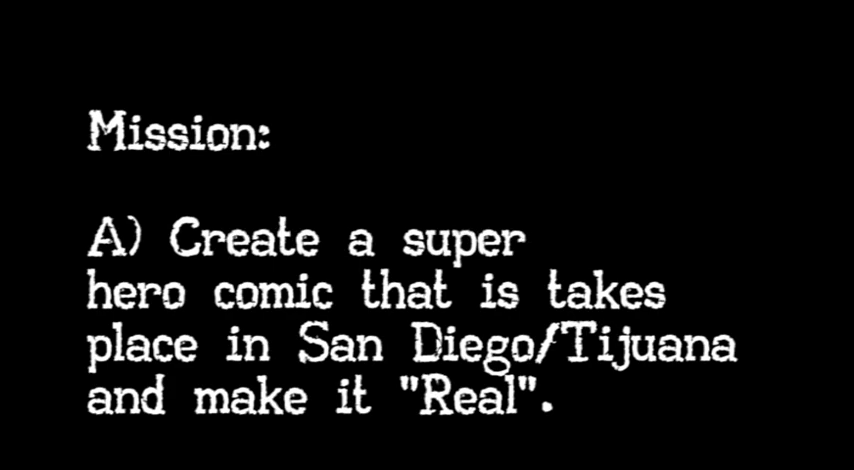 Mission:
A) Create a super
hero comic that is takes
place in San Diego/Tijuana
and make it "Real".